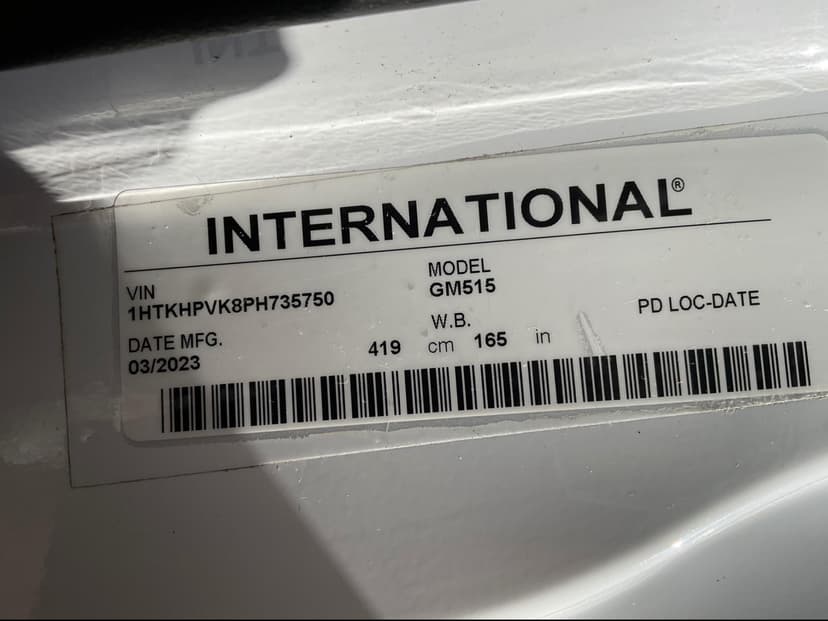 INTERNATIONAL®
VIN
1HTKHPVK8PH735750
MODEL
GM515
DATE MFG.
03/2023
W.B.
419 cm 165 in
PD LOC-DATE